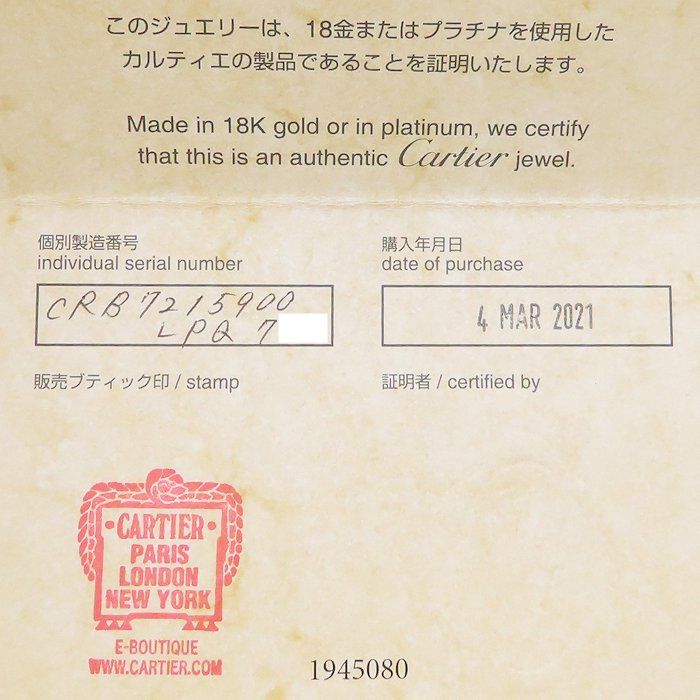 このジュエリーは、18金またはプラチナを使用した
カルティエの製品であることを証明いたします。
Made in 18K gold or in platinum, we certify
that this is an authentic Cartier jewel.
個別製造番号
individual serial number
CRB7215900
LPQ 7
購入年月日
date of purchase
4 MAR 2021
販売ブティック印 / stamp
証明者 / certified by
・CARTIER・
PARIS
LONDON
NEW YORK
E-BOUTIQUE
WWW.CARTIER.COM
1945080